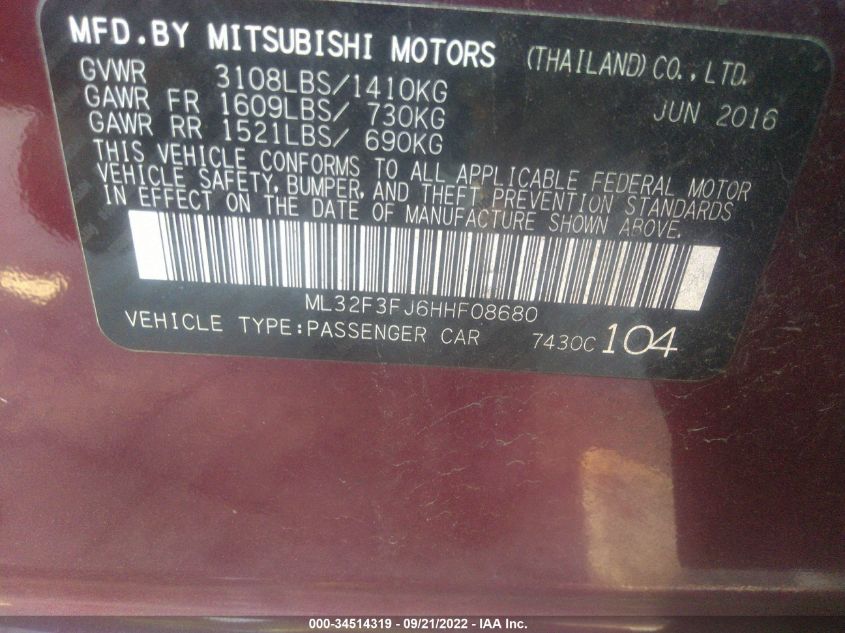 MFD.BY MITSUBISHI MOTORS (THAILAND) CO.,LTD.
GVWR 3108LBS/1410KG JUN 2016
GAWR FR 1609LBS/ 730KG
GAWR RR 1521LBS/ 690KG
THIS VEHICLE CONFORMS TO ALL APPLICABLE FEDERAL MOTOR
VEHICLE SAFETY, BUMPER, AND THEFT PREVENTION STANDARDS
IN EFFECT ON THE DATE OF MANUFACTURE SHOWN ABOVE.
ML32F3FJ6HHF08680
VEHICLE TYPE:PASSENGER CAR 7430C 104
000-34514319 - 09/21/2022 - IAA Inc.